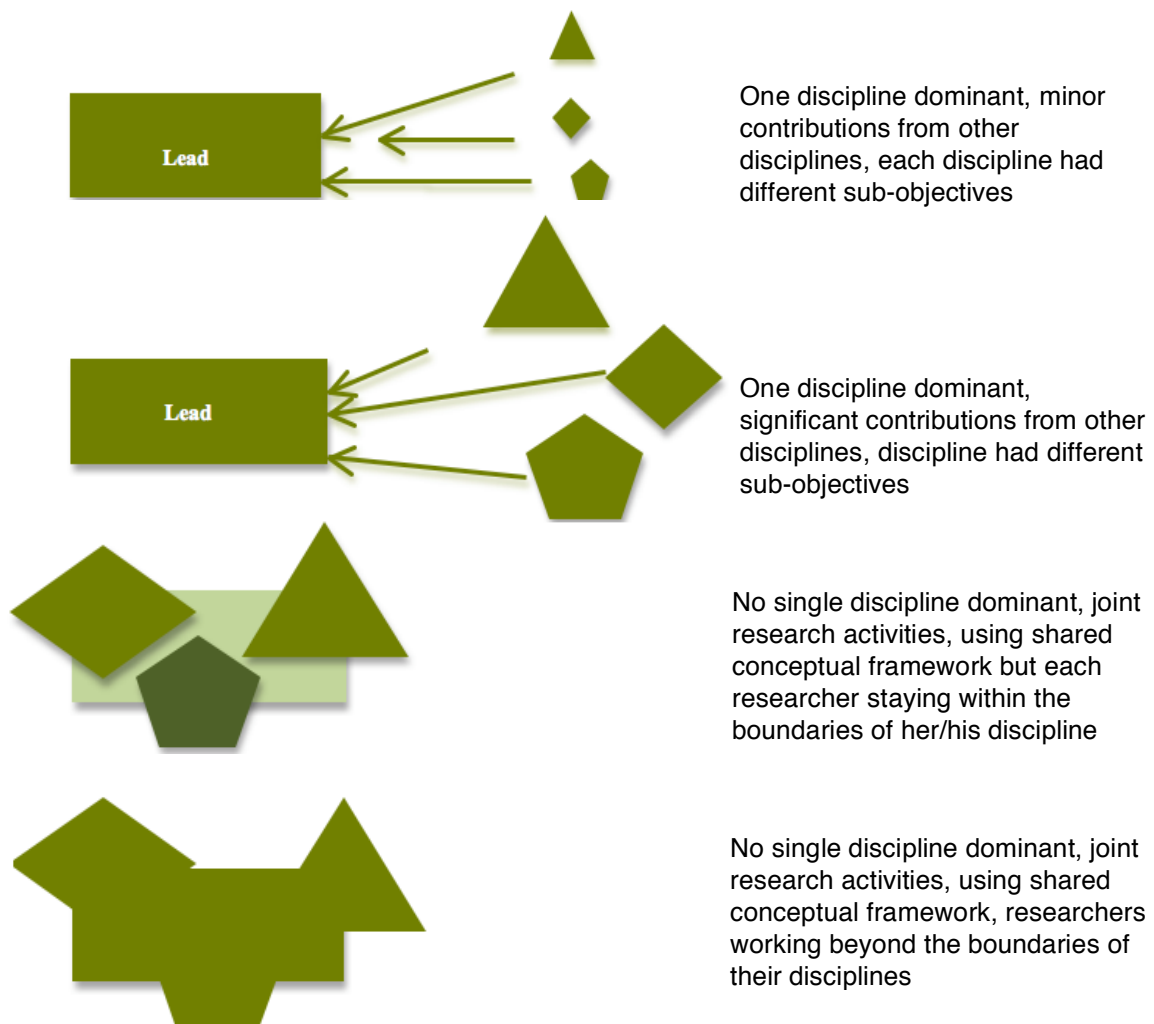 Lead
One discipline dominant, minor
contributions from other
disciplines, each discipline had
different sub-objectives
Lead
One discipline dominant,
significant contributions from other
disciplines, discipline had different
sub-objectives
No single discipline dominant, joint
research activities, using shared
conceptual framework but each
researcher staying within the
boundaries of her/his discipline
No single discipline dominant, joint
research activities, using shared
conceptual framework, researchers
working beyond the boundaries of
their disciplines